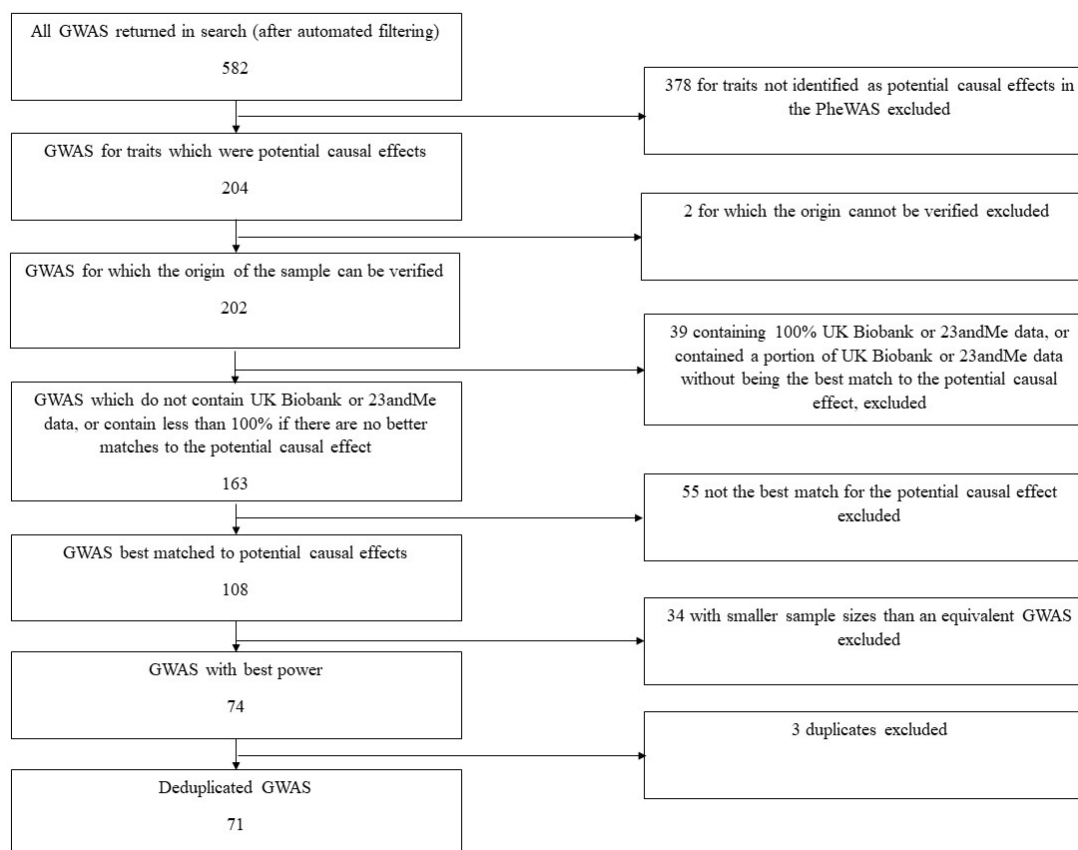 All GWAS returned in search (after automated filtering)
582
378 for traits not identified as potential causal effects in
the PheWAS excluded
GWAS for traits which were potential causal effects
204
2 for which the origin cannot be verified excluded
GWAS for which the origin of the sample can be verified
202
39 containing 100% UK Biobank or 23andMe data, or
contained a portion of UK Biobank or 23andMe data
without being the best match to the potential causal
effect, excluded
GWAS which do not contain UK Biobank or 23andMe
data, or contain less than 100% if there are no better
matches to the potential causal effect
163
55 not the best match for the potential causal effect
excluded
GWAS best matched to potential causal effects
108
34 with smaller sample sizes than an equivalent GWAS
excluded
GWAS with best power
74
3 duplicates excluded
Deduplicated GWAS
71